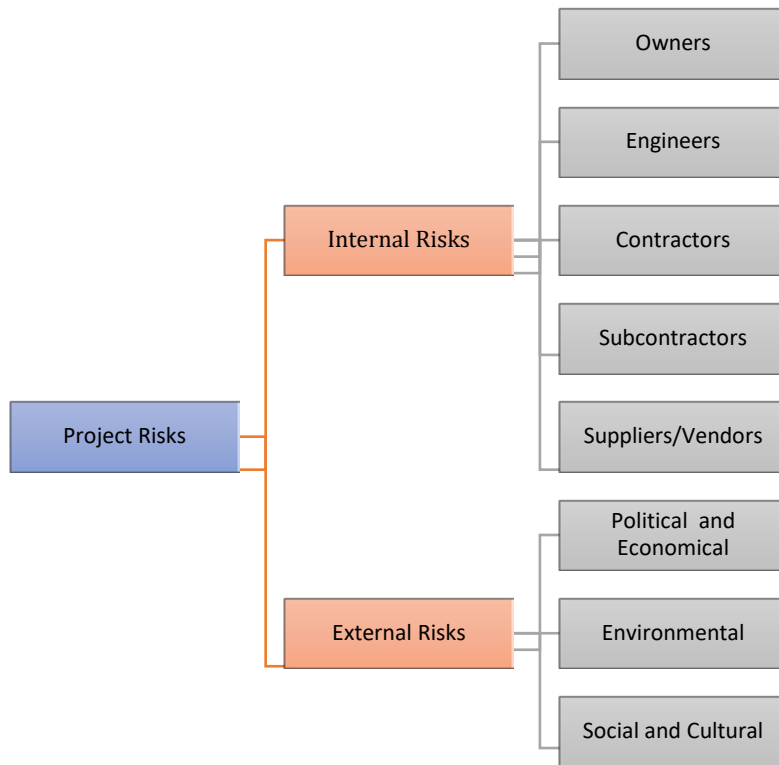 Owners
Engineers
Internal Risks
Contractors
Subcontractors
Project Risks
Suppliers/Vendors
Political and
Economical
External Risks
Environmental
Social and Cultural